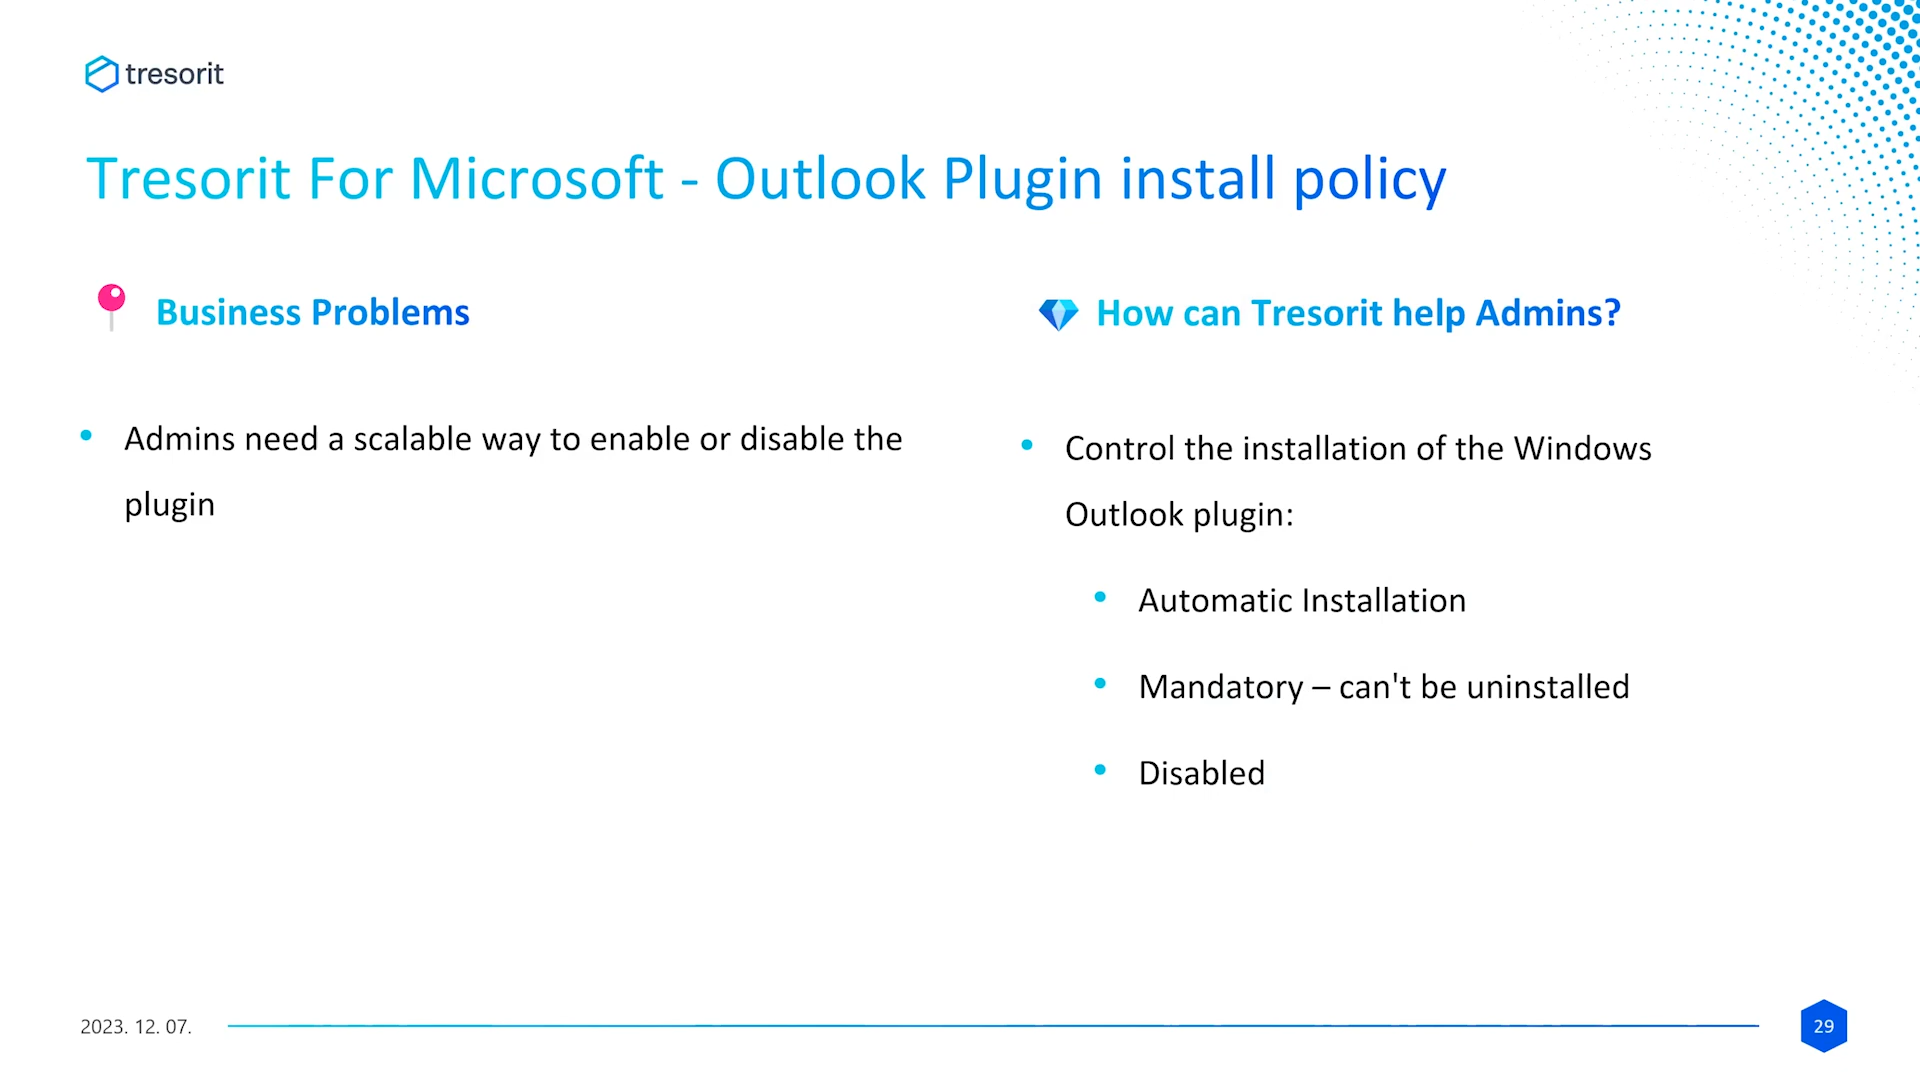 tresorit
Tresorit For Microsoft - Outlook Plugin install policy
Business Problems
• Admins need a scalable way to enable or disable the
plugin
How can Tresorit help Admins?
• Control the installation of the Windows
Outlook plugin:
• Automatic Installation
• Mandatory – can't be uninstalled
• Disabled
2023. 12. 07.
29